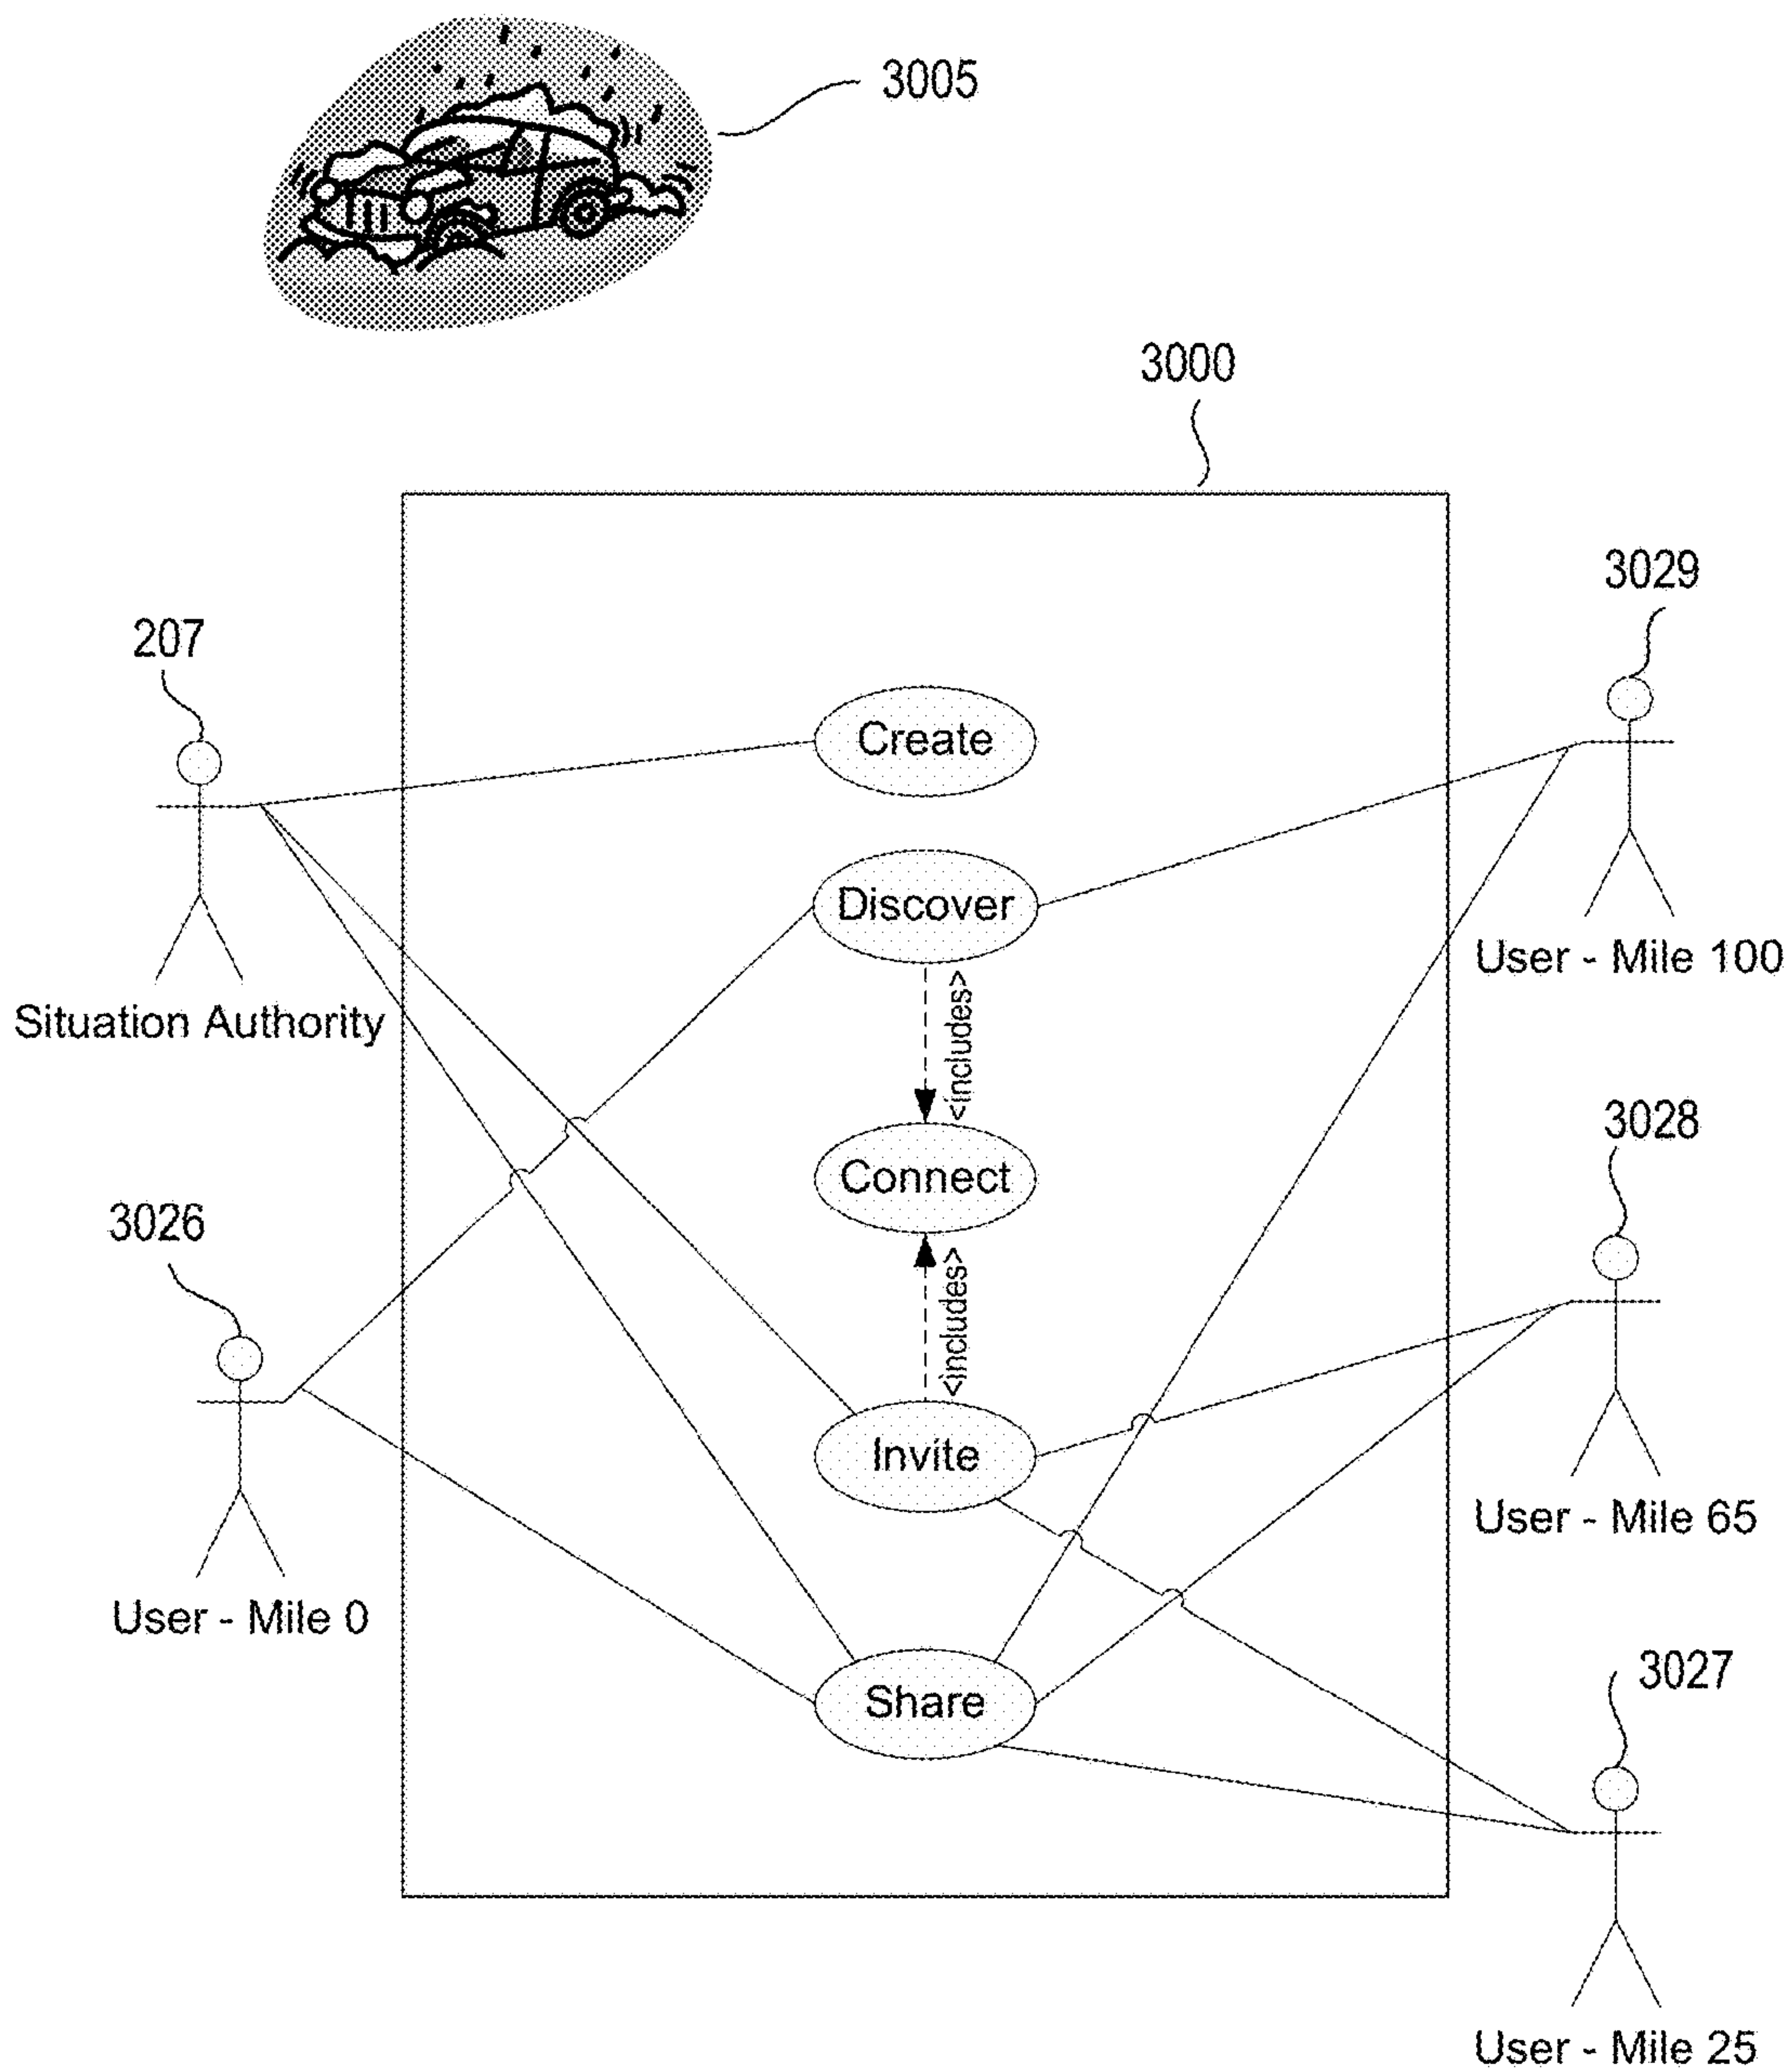 3005
3000
3029
207
Create
Discover
User - Mile 100
<includes>
Situation Authority
3028
Connect
3026
<includes>
Invite
User - Mile 65
User - Mile 0
3027
Share
User - Mile 25